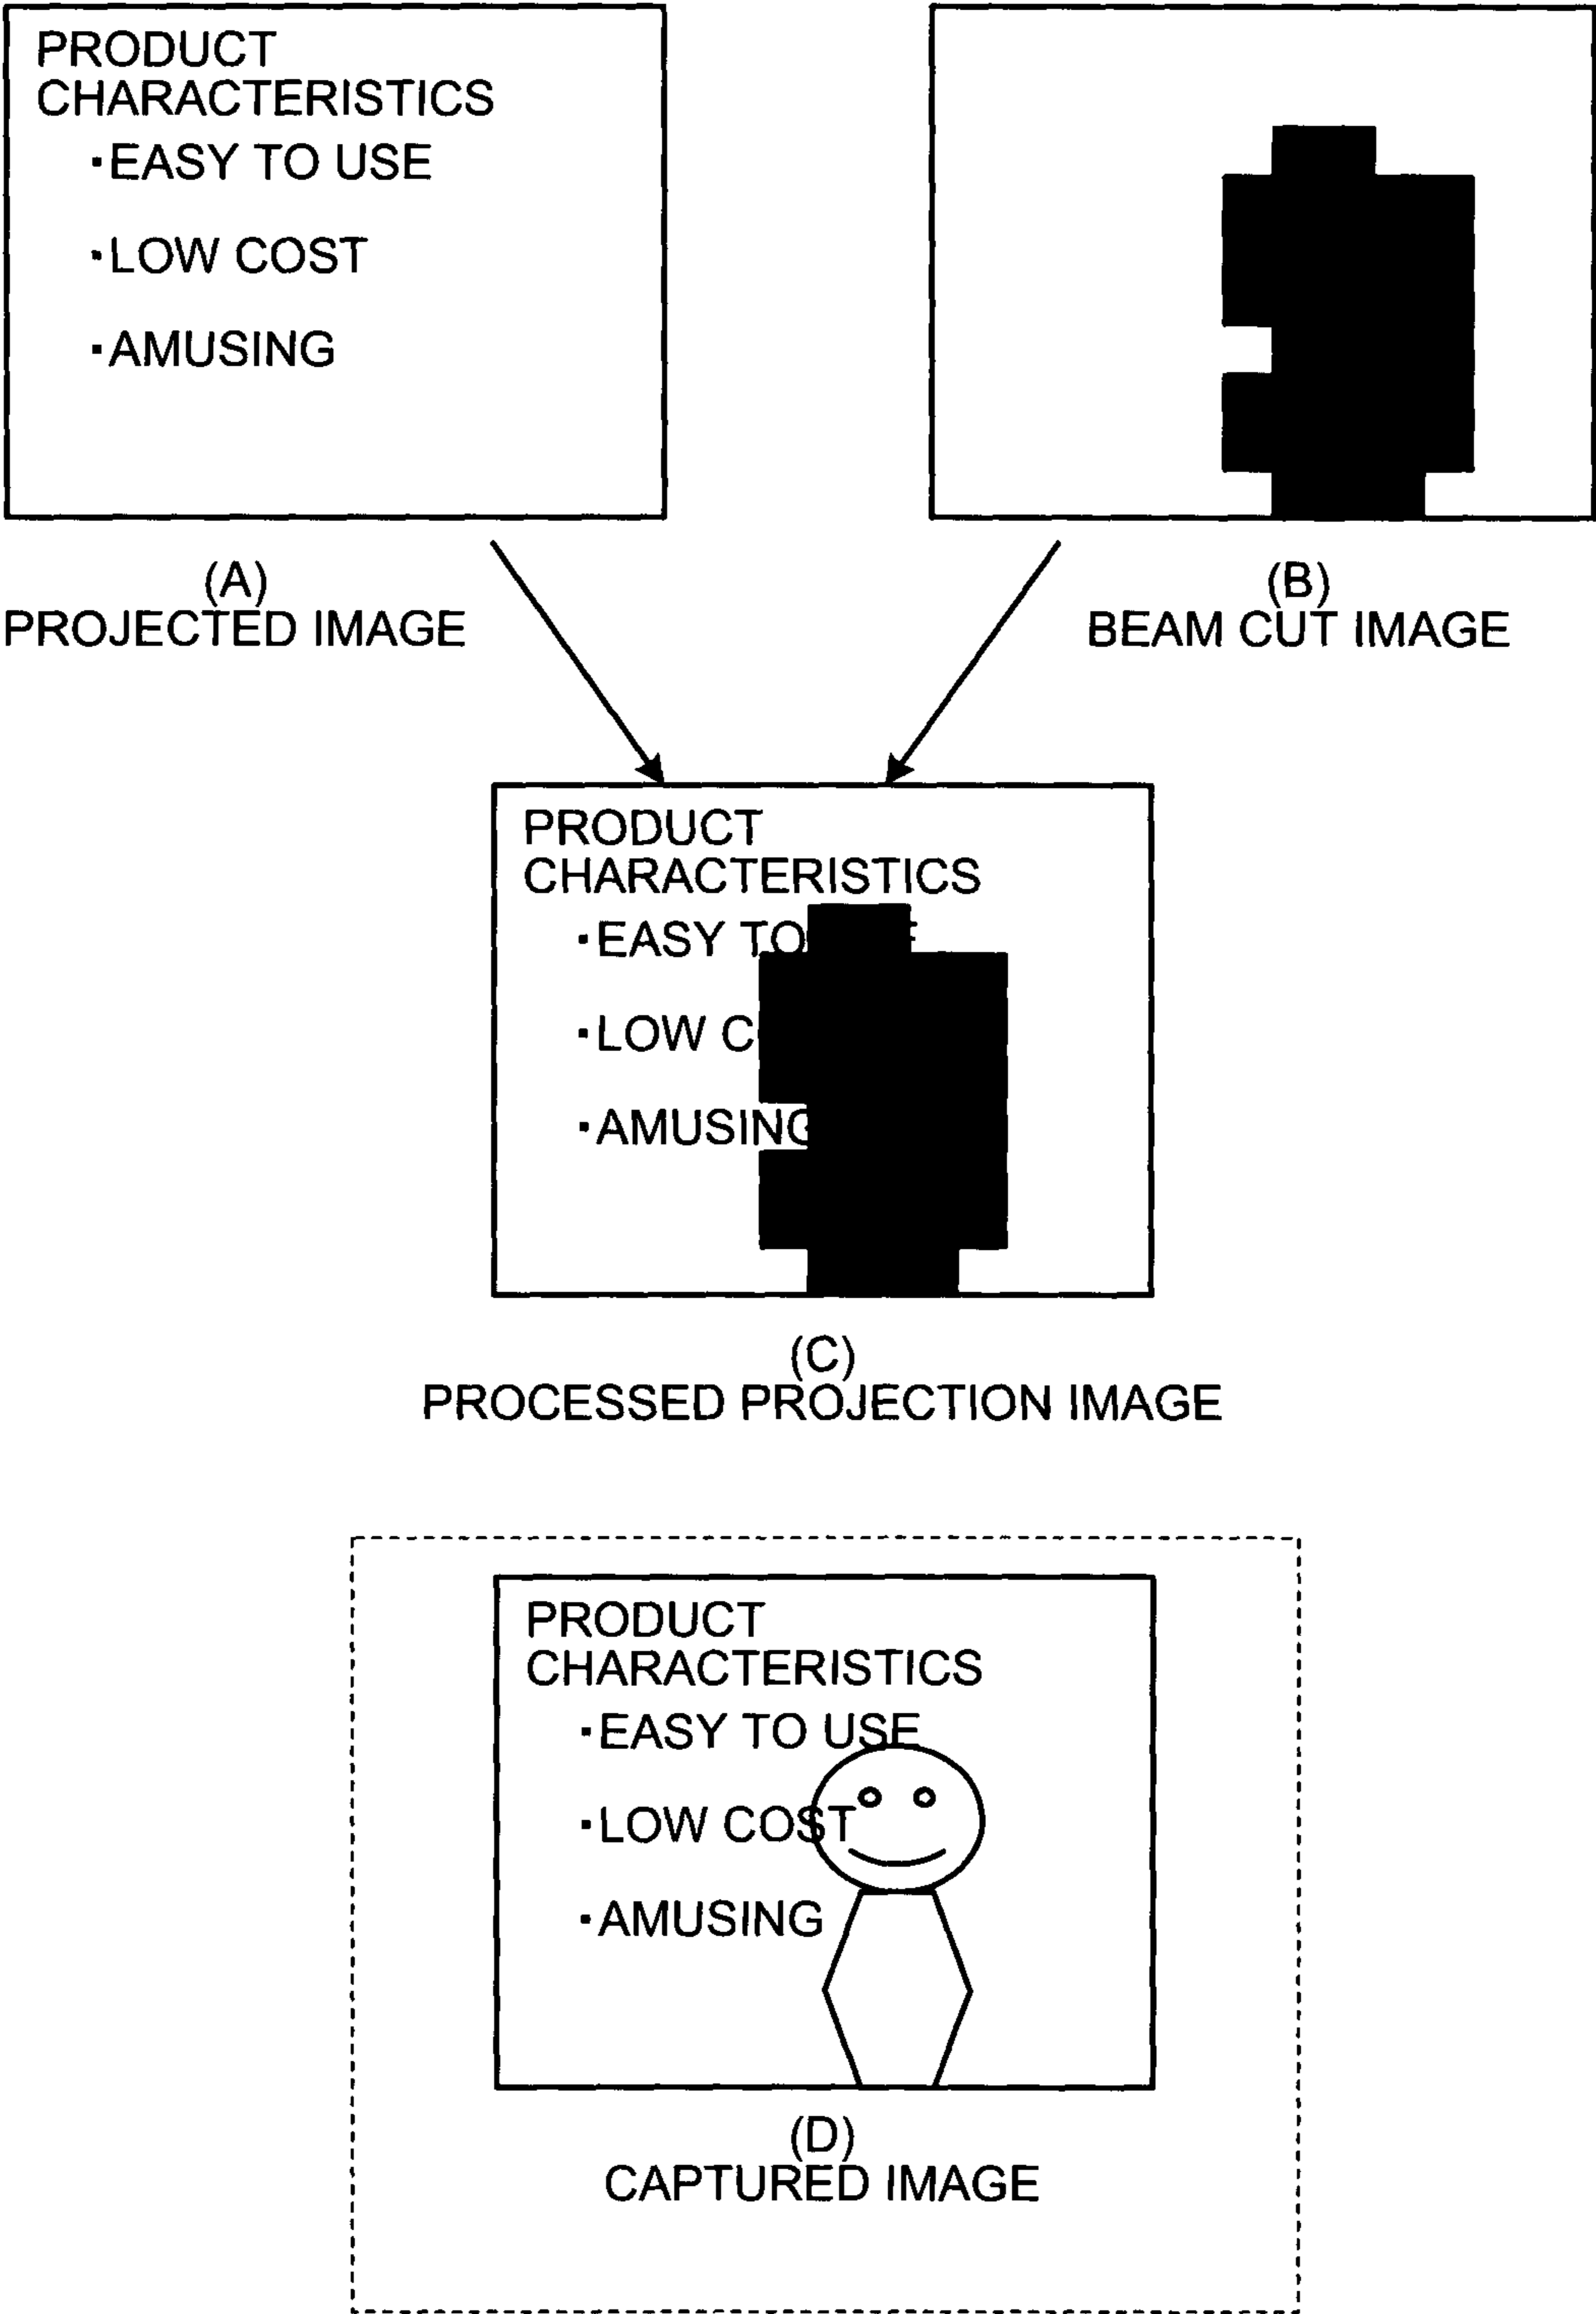 PRODUCT
CHARACTERISTICS
·EASY TO USE
·LOW COST
·AMUSING
(A)
PROJECTED IMAGE
(B)
BEAM CUT IMAGE
PRODUCT
CHARACTERISTICS
·EASY TO
·LOW C
·AMUSING
(C)
PROCESSED PROJECTION IMAGE
PRODUCT
CHARACTERISTICS
·EASY TO USE
·LOW COST
·AMUSING
(D)
CAPTURED IMAGE